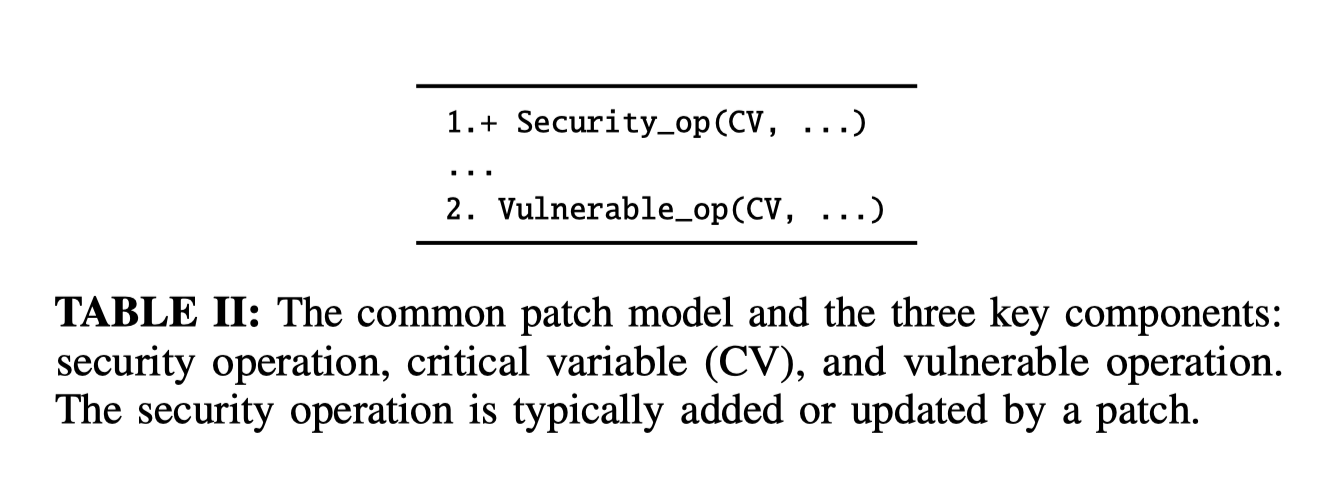 1.+ Security_op(CV, ...)
...
2. Vulnerable_op(CV, ...)
TABLE II: The common patch model and the three key components:
security operation, critical variable (CV), and vulnerable operation.
The security operation is typically added or updated by a patch.